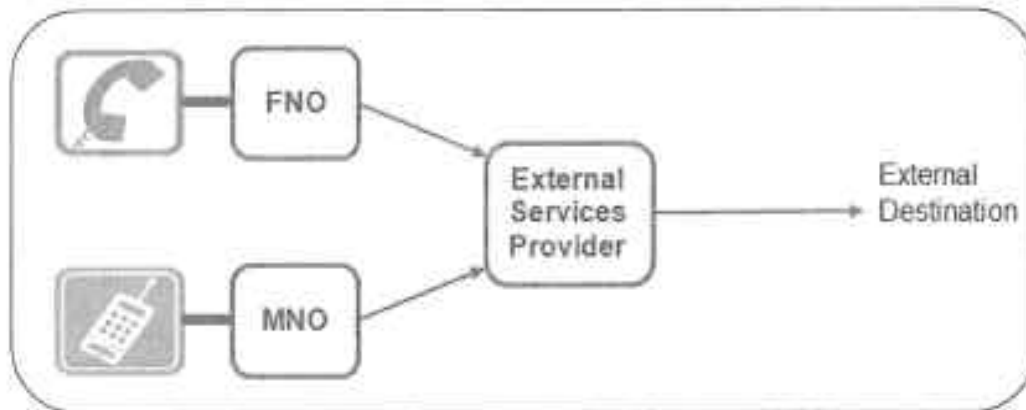 FNO
External
Services
Provider
External
Destination
MNO